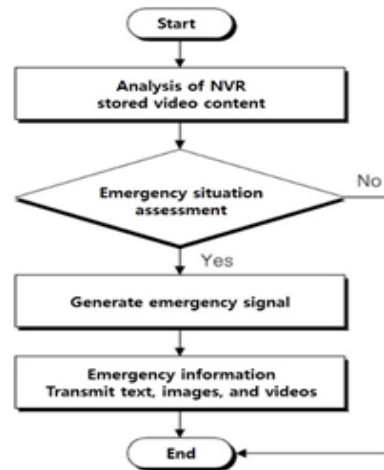 Start
Analysis of NVR
stored video content
Emergency situation
assessment
No
Yes
Generate emergency signal
Emergency information
Transmit text, images, and videos
End